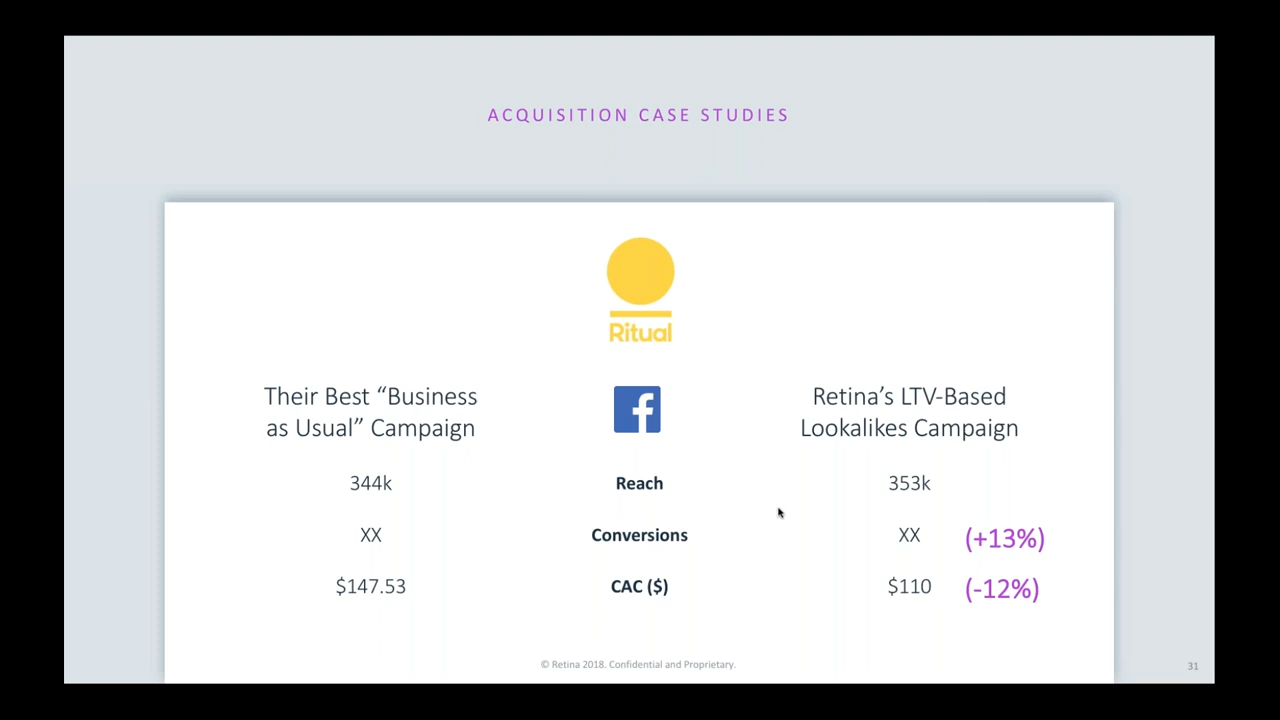 ACQUISITION CASE STUDIES
Ritual
Their Best “Business
as Usual” Campaign
Retina’s LTV-Based
Lookalikes Campaign
344k Reach 353k
XX Conversions XX (+13%)
$147.53 CAC ($) $110 (-12%)
© Retina 2018. Confidential and Proprietary.
31